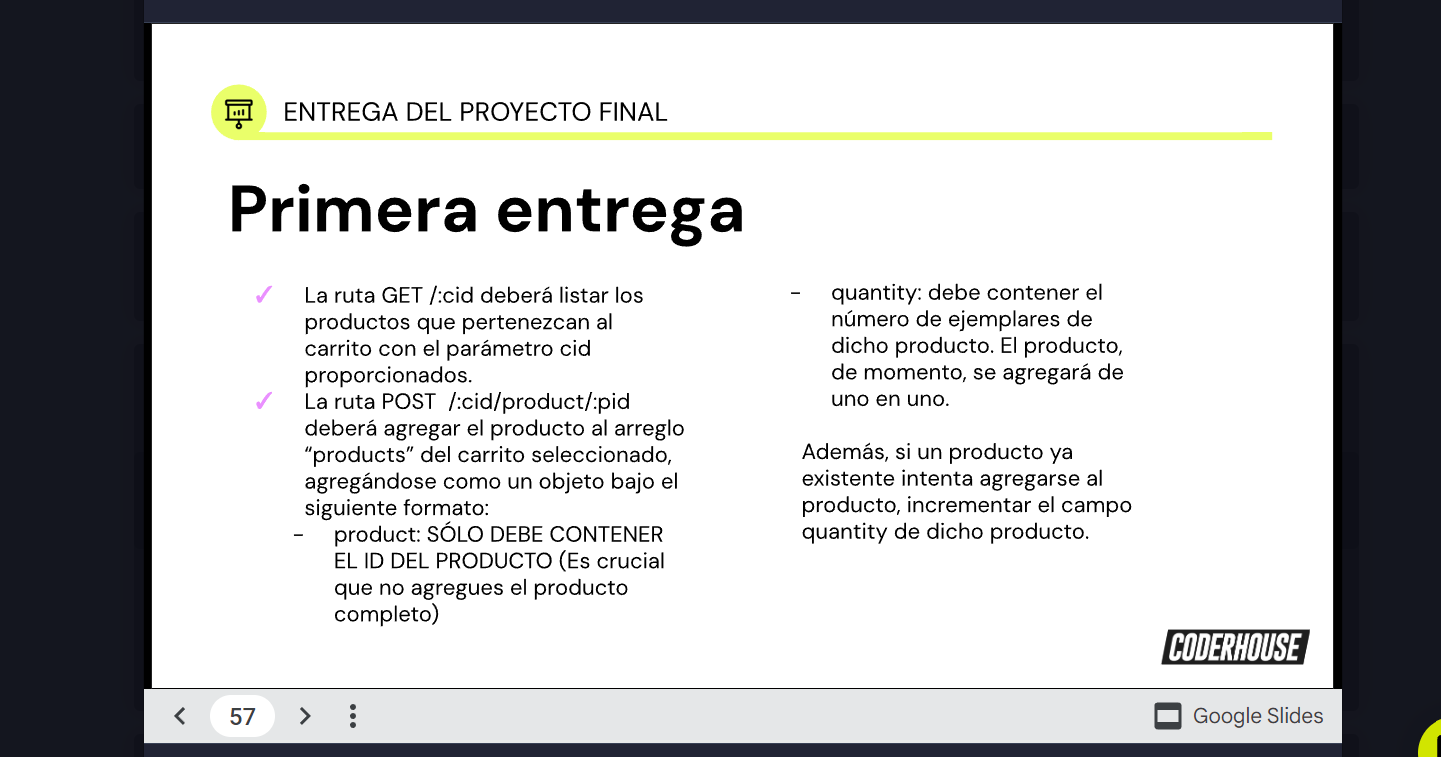 ENTREGA DEL PROYECTO FINAL
Primera entrega
✓ La ruta GET /:cid deberá listar los
productos que pertenezcan al
carrito con el parámetro cid
proporcionados.
✓ La ruta POST /:cid/product/:pid
deberá agregar el producto al arreglo
“products” del carrito seleccionado,
agregándose como un objeto bajo el
siguiente formato:
- product: SÓLO DEBE CONTENER
EL ID DEL PRODUCTO (Es crucial
que no agregues el producto
completo)
- quantity: debe contener el
número de ejemplares de
dicho producto. El producto,
de momento, se agregará de
uno en uno.
Además, si un producto ya
existente intenta agregarse al
producto, incrementar el campo
quantity de dicho producto.
CODERHOUSE
57
Google Slides